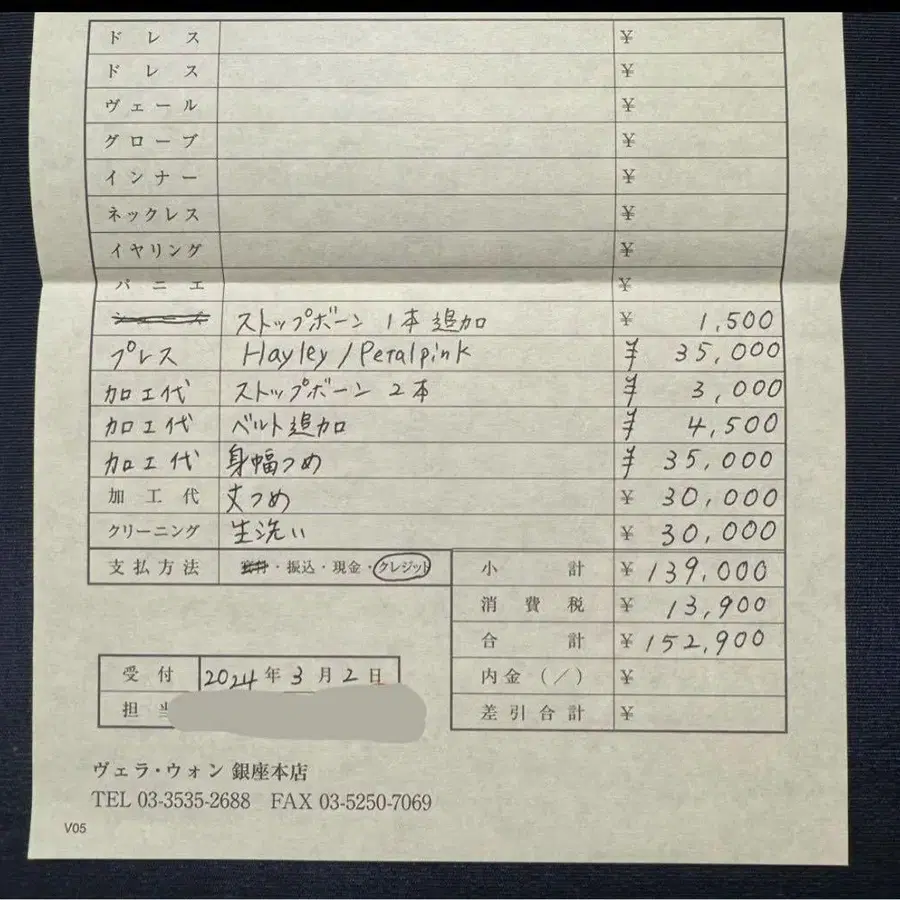 ドレス ¥
ドレス ¥
ヴェール ¥
グローブ ¥
インナー ¥
ネックレス ¥
イヤリング ¥
パニエ ¥
ストップボーン 1本追加 ¥ 1,500
プレス Hayley/Petalpink ¥ 35,000
加工代 ストップボーン 2本 ¥ 3,000
加工代 ベルト追加 ¥ 4,500
加工代 身幅つめ ¥ 35,000
加工代 丈つめ ¥ 30,000
クリーニング 生洗い ¥ 30,000
支払方法 ・振込・現金・クレジット
小計 ¥ 139,000
消費税 ¥ 13,900
合計 ¥ 152,900
内金(/) ¥
差引合計 ¥
受付 2024年3月2日
担当
ヴェラ・ウォン 銀座本店
TEL 03-3535-2688 FAX 03-5250-7069
V05